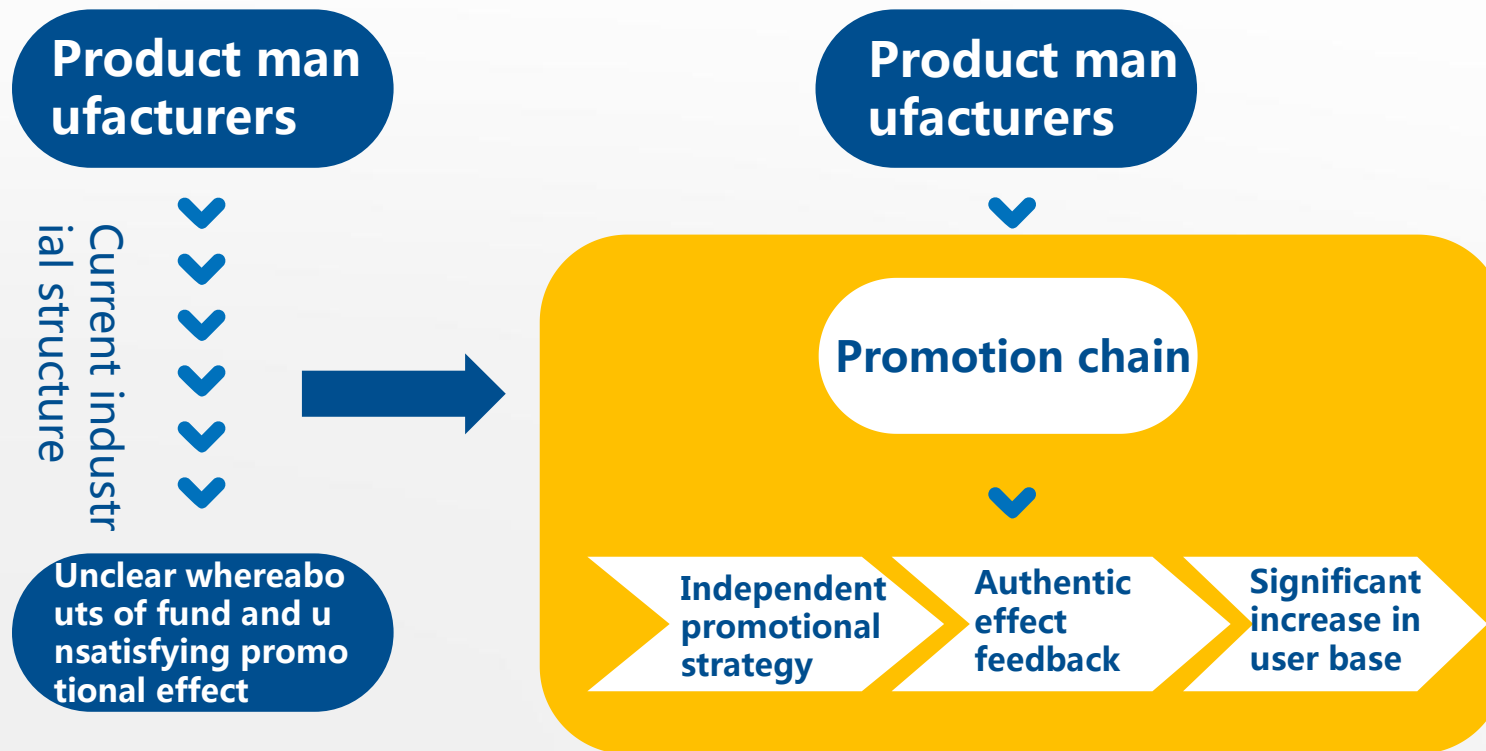 Product man
ufacturers
Current industr
ial structure
Unclear whereabo
uts of fund and u
nsatisfying promo
tional effect
Product man
ufacturers
Promotion chain
Independent
promotional
strategy
Authentic
effect
feedback
Significant
increase in
user base